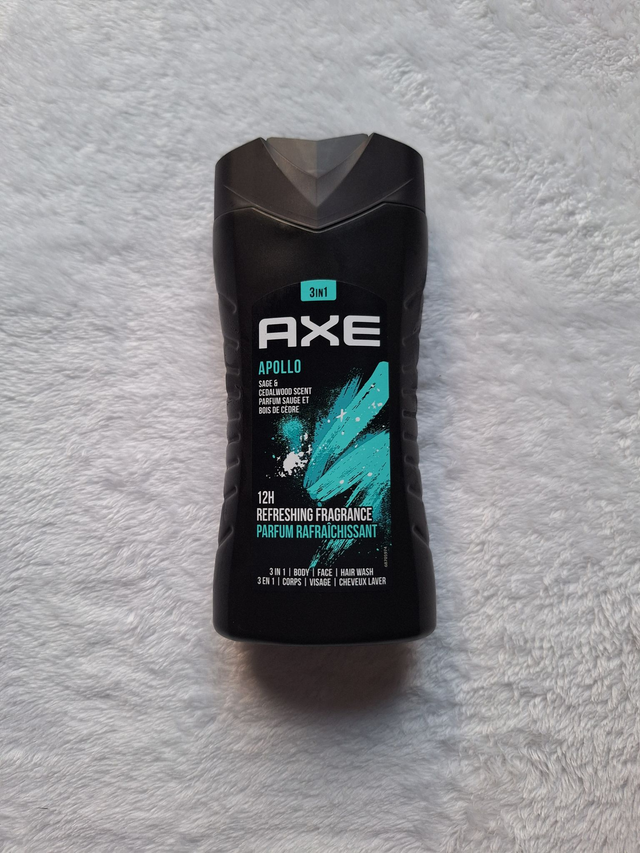 3IN1
AXE
APOLLO
SAGE &
CEDALWOOD SCENT
PARFUM SAUGE ET
BOIS DE CÈDRE
12H
REFRESHING FRAGRANCE
PARFUM RAFRAÎCHISSANT
3 IN 1 | BODY | FACE | HAIR WASH
3 EN 1 | CORPS | VISAGE | CHEVEUX LAVER